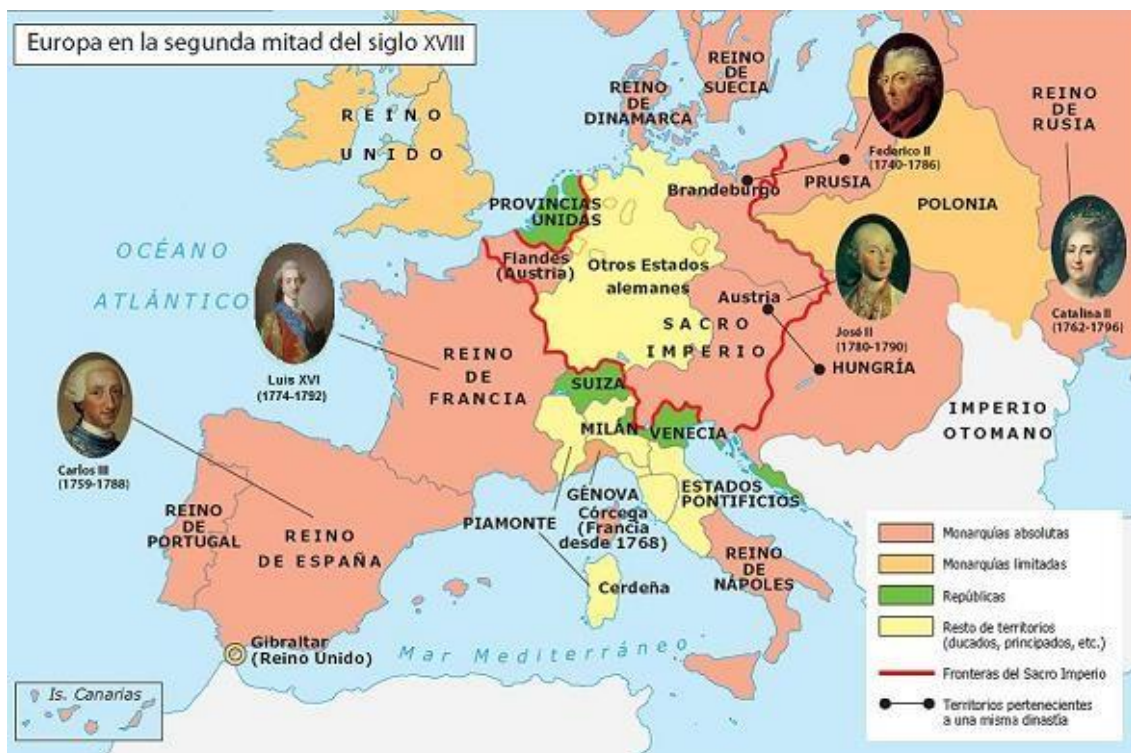 Europa en la segunda mitad del siglo XVIII
REINO
DE
SUECIA
REINO
DE
DINAMARCA
REINO
UNIDO
Federico II
(1740-1786)
REINO
DE
RUSIA
Brandeburgo
PRUSIA
POLONIA
PROVINCIAS
UNIDAS
OCÉANO
ATLÁNTICO
Flandes
(Austria)
Otros Estados
alemanes
Austria
SACRO
IMPERIO
José II
(1780-1790)
Catalina II
(1762-1796)
HUNGRÍA
Luis XVI
(1774-1792)
REINO
DE
FRANCIA
SUIZA
MILÁN
VENECIA
IMPERIO
OTOMANO
Carlos III
(1759-1788)
GÉNOVA
Córcega
(Francia
desde 1768)
ESTADOS
PONTIFICIOS
PIAMONTE
REINO
DE
PORTUGAL
REINO
DE ESPAÑA
REINO
DE
NÁPOLES
Cerdeña
Gibraltar
(Reino Unido)
Mar Mediterráneo
Is. Canarias
Monarquías absolutas
Monarquías limitadas
Repúblicas
Resto de territorios
(ducados, principados, etc.)
Fronteras del Sacro Imperio
Territorios pertenecientes
a una misma dinastía